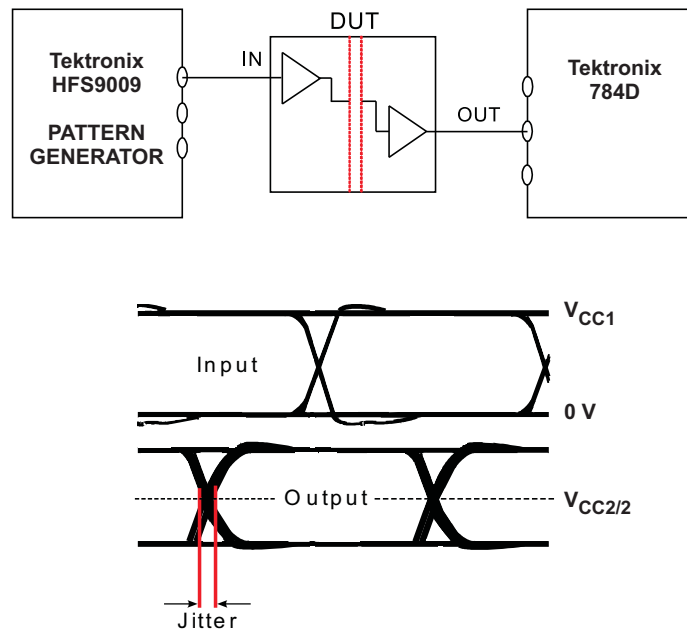 DUT
Tektronix
HFS9009
PATTERN
GENERATOR
IN
OUT
Tektronix
784D
Input
VCC1
0 V
Output
VCC2/2
Jitter